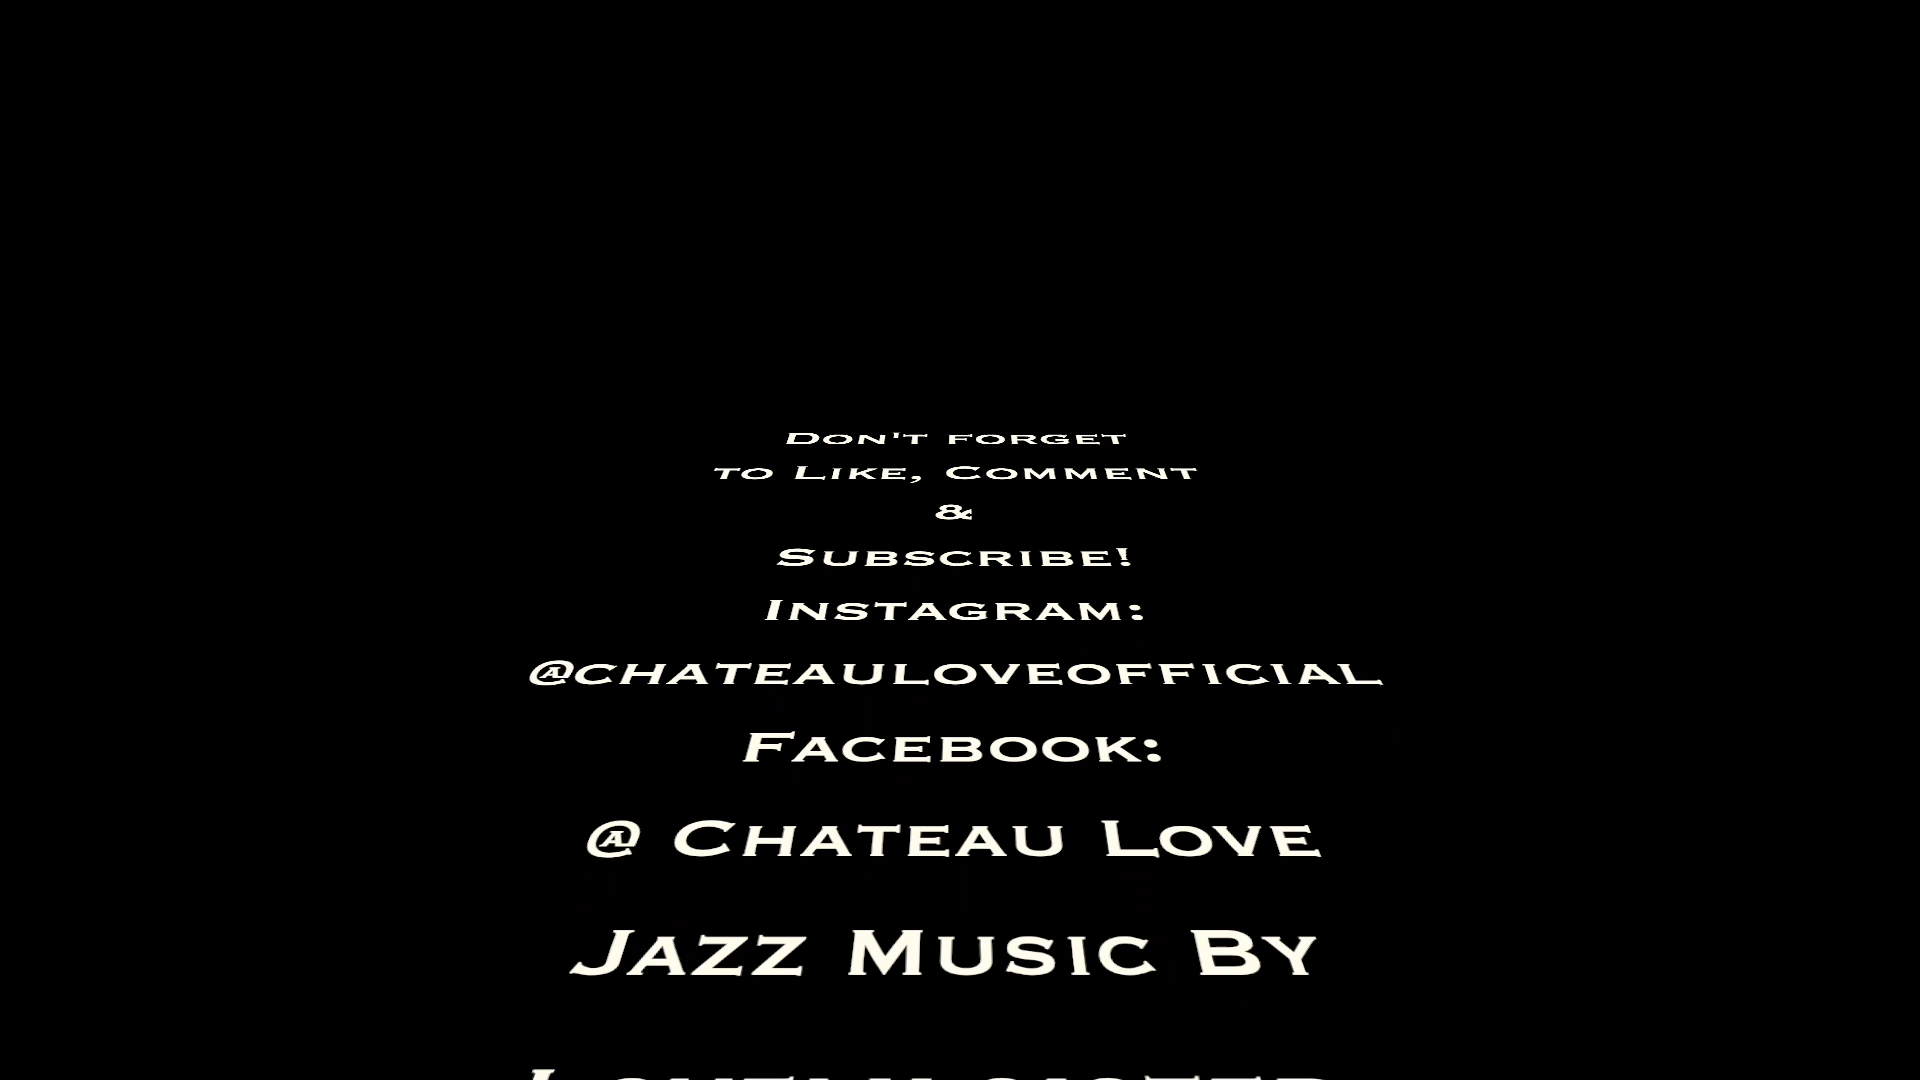 Don't forget
to Like, Comment
&
Subscribe!
Instagram:
@chateauloveofficial
Facebook:
@ Chateau Love
Jazz Music By